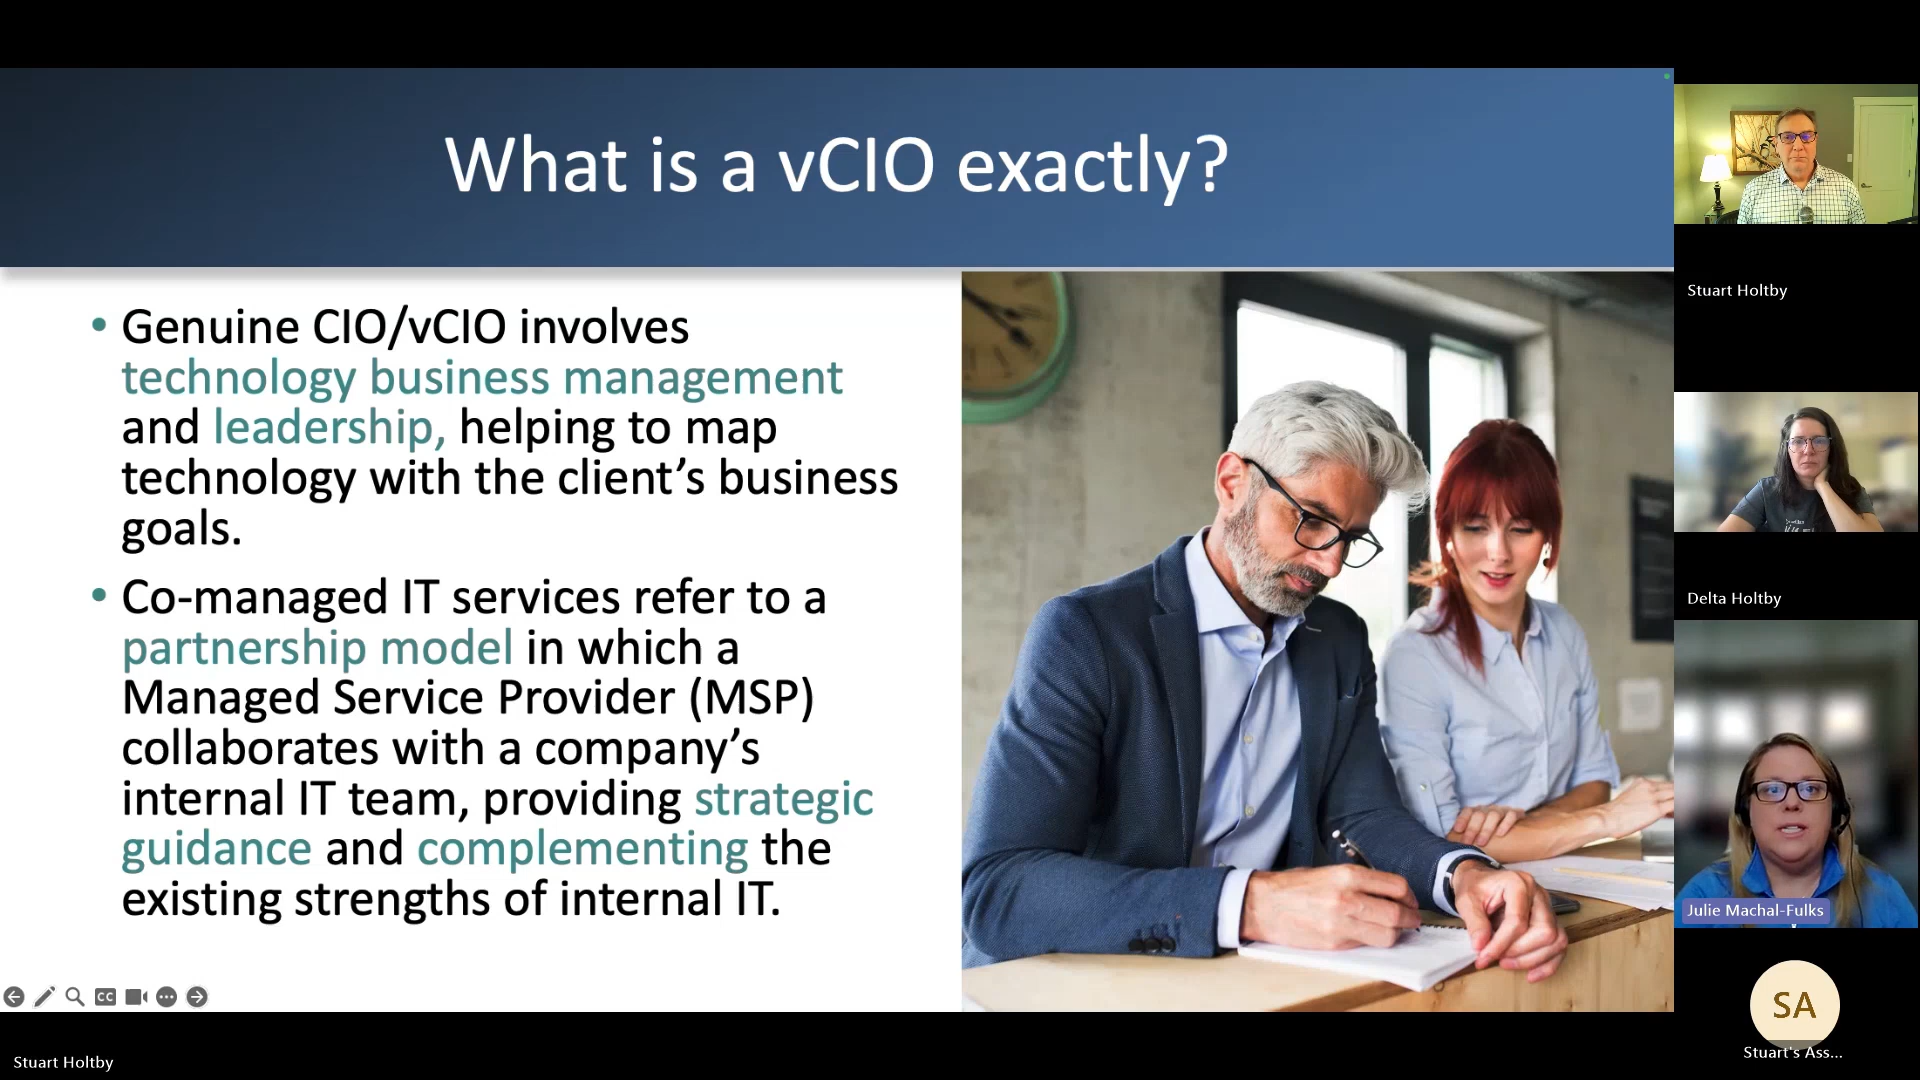 What is a vCIO exactly?
• Genuine CIO/vCIO involves
technology business management
and leadership, helping to map
technology with the client’s business
goals.
• Co-managed IT services refer to a
partnership model in which a
Managed Service Provider (MSP)
collaborates with a company’s
internal IT team, providing strategic
guidance and complementing the
existing strengths of internal IT.
CC
Stuart Holtby
Stuart Holtby
Delta Holtby
Julie Machal-Fulks
SA
Stuart's Ass...